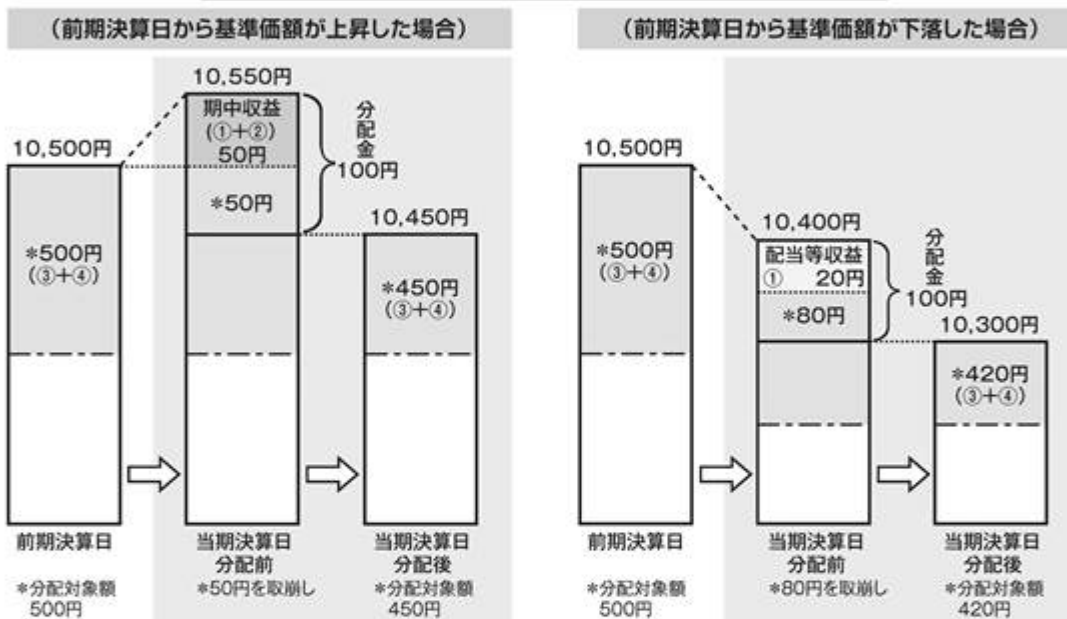 (前期決算日から基準価額が上昇した場合)
10,550円
期中収益
(①+②)
50円
分配金
100円
10,500円
*50円
10,450円
*500円
(③+④)
*450円
(③+④)
前期決算日
当期決算日
分配前
当期決算日
分配後
*分配対象額
500円
*50円を取崩し
*分配対象額
450円
(前期決算日から基準価額が下落した場合)
10,500円
10,400円
*500円
(③+④)
配当等収益
① 20円
分配金
100円
*80円
10,300円
*420円
(③+④)
前期決算日
当期決算日
分配前
当期決算日
分配後
*分配対象額
500円
*80円を取崩し
*分配対象額
420円